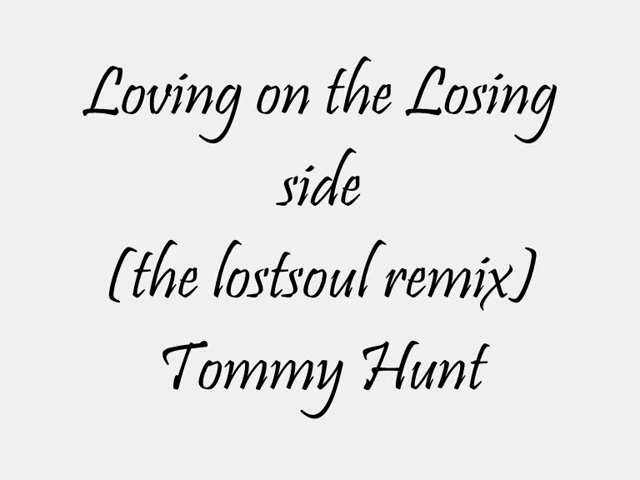 Loving on the Losing
side
(the lostsoul remix)
Tommy Hunt